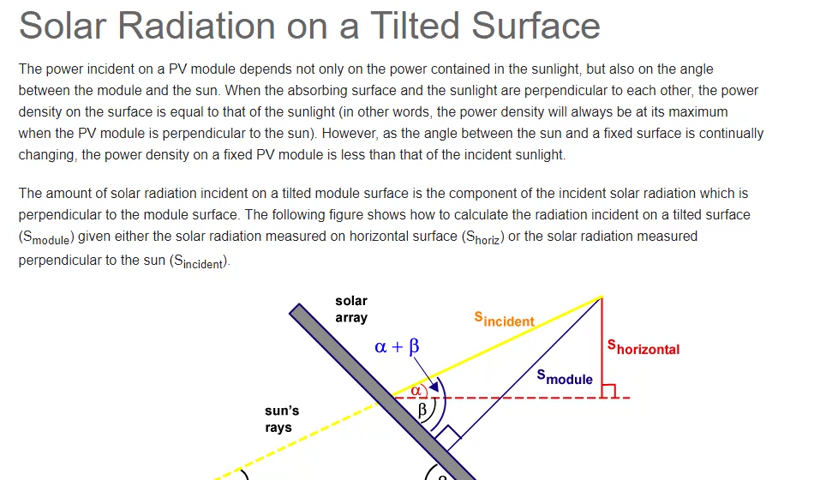 Solar Radiation on a Tilted Surface
The power incident on a PV module depends not only on the power contained in the sunlight, but also on the angle
between the module and the sun. When the absorbing surface and the sunlight are perpendicular to each other, the power
density on the surface is equal to that of the sunlight (in other words, the power density will always be at its maximum
when the PV module is perpendicular to the sun). However, as the angle between the sun and a fixed surface is continually
changing, the power density on a fixed PV module is less than that of the incident sunlight.
The amount of solar radiation incident on a tilted module surface is the component of the incident solar radiation which is
perpendicular to the module surface. The following figure shows how to calculate the radiation incident on a tilted surface
(Smodule) given either the solar radiation measured on horizontal surface (Shoriz) or the solar radiation measured
perpendicular to the sun (Sincident).
solar
array
Sincident
α + β
Shorizontal
Smodule
α
β
sun's
rays